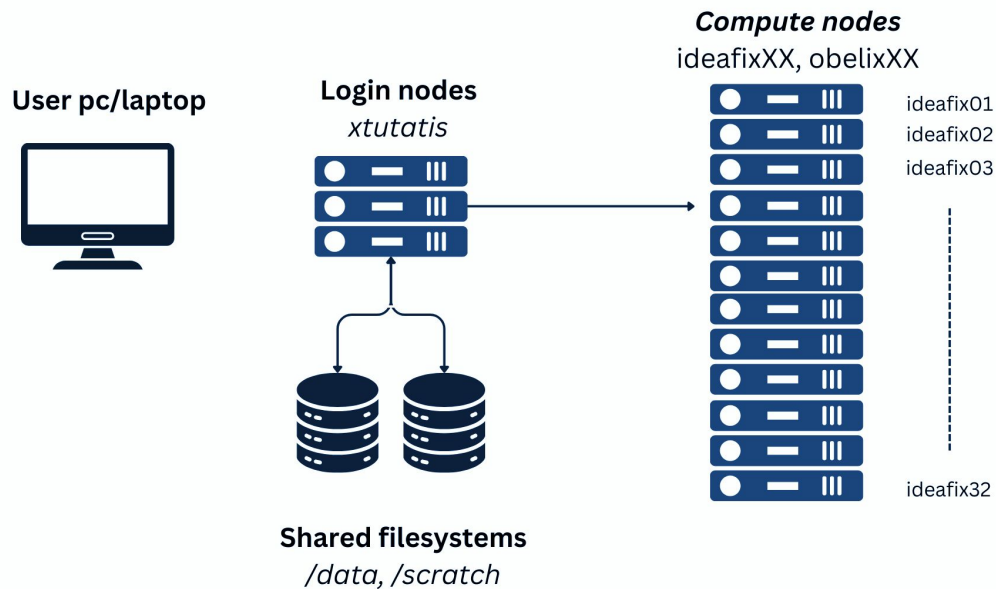 User pc/laptop
Login nodes
xtutatis
Shared filesystems
/data, /scratch
Compute nodes
ideafixXX, obelixXX
ideafix01
ideafix02
ideafix03
ideafix32